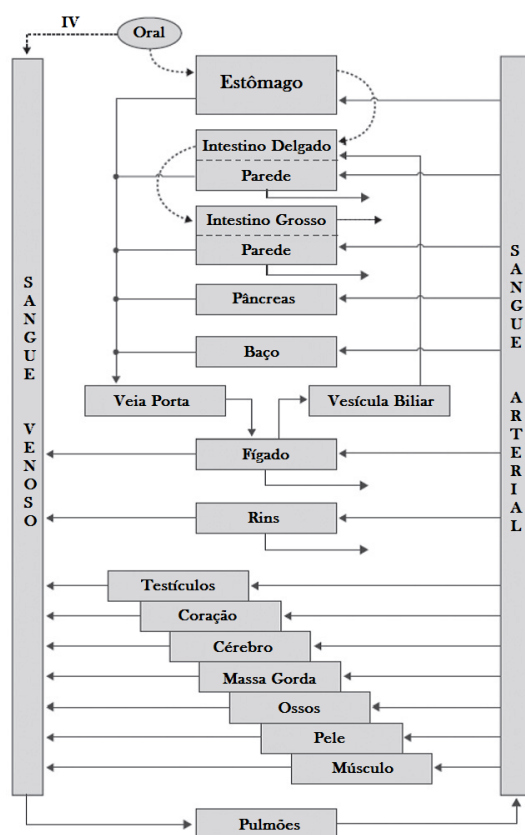 IV
Oral
Estômago
Intestino Delgado
Parede
Intestino Grosso
Parede
Pâncreas
Baço
Veia Porta
Vesícula Biliar
Fígado
Rins
Testículos
Coração
Cérebro
Massa Gorda
Ossos
Pele
Músculo
Pulmões
SANGUE VENOSO
SANGUE ARTERIAL